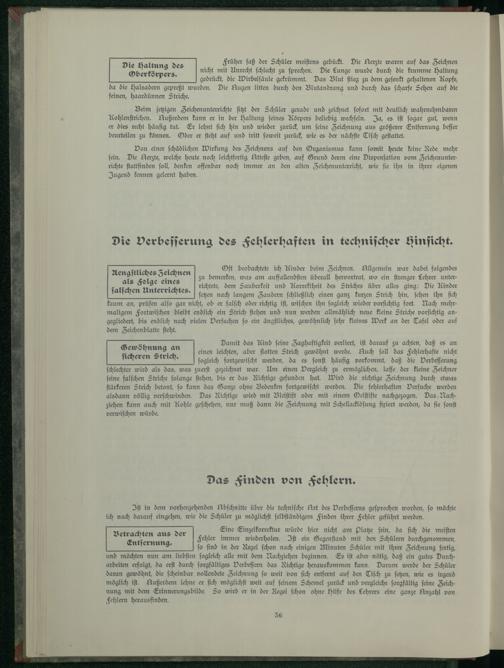 Die Haltung des
Oberkörpers.
Früher saß der Schüler meistens gebückt. Die Aerzte waren auf das Zeichnen
nicht mit Unrecht schlecht zu sprechen. Die Lunge wurde durch die krumme Haltung
gedrückt, die Wirbelsäule gekrümmt. Das Blut stieg zu dem gesenkt gehaltenen Kopfe,
da die Halsadern gepreßt wurden. Die Augen litten durch den Blutandrang und durch das scharfe Sehen auf die
feinen, haardünnen Striche.
Beim jetzigen Zeichenunterrichte sitzt der Schüler gerade und zeichnet sofort mit deutlich wahrnehmbaren
Kohlenstrichen. Außerdem kann er in der Haltung seines Körpers beliebig wechseln. Ja, es ist sogar gut, wenn
er dies recht häufig tut. Er lehnt sich hin und wieder zurück, um seine Zeichnung aus größerer Entfernung besser
beurteilen zu können. Oder er steht auf und tritt soweit zurück, wie es der nächste Tisch gestattet.
Von einer schädlichen Wirkung des Zeichnens auf den Organismus kann somit heute keine Rede mehr
sein. Die Aerzte, welche heute noch leichtfertig Atteste geben, auf Grund deren eine Dispensation vom Zeichenunter-
richte stattfinden soll, denken offenbar noch immer an den alten Zeichenunterricht, wie sie ihn in ihrer eigenen
Jugend kennen gelernt haben.
Die Verbesserung des Fehlerhaften in technischer Hinsicht.
Aengstliches Zeichnen
als Folge eines
falschen Unterrichtes.
Oft beobachtete ich Kinder beim Zeichnen. Allgemein war dabei folgendes
zu bemerken, was am auffallendsten überall hervortrat, wo ein strenger Lehrer unter-
richtete, dem Sauberkeit und Korrektheit des Striches über alles ging: Die Kinder
setzen nach langem Zaudern schließlich einen ganz kurzen Strich hin, sehen ihn sich
kaum an, prüfen also gar nicht, ob er falsch oder richtig ist, wischen ihn sogleich wieder vorsichtig fort. Nach mehr-
maligem Fortwischen bleibt endlich ein Strich stehen und nun werden allmählich neue kleine Striche vorsichtig an-
gegliedert, bis endlich nach vielen Versuchen so ein ängstliches, gewöhnlich sehr kleines Werk an der Tafel oder auf
dem Zeichenblatte steht.
Gewöhnung an
sicheren Strich.
Damit das Kind seine Zaghaftigkeit verliert, ist darauf zu achten, daß es an
einen leichten, aber flotten Strich gewöhnt werde. Auch soll das Fehlerhafte nicht
sogleich fortgewischt werden, da es sonst häufig vorkommt, daß die Verbesserung
schlechter wird als das, was zuerst gezeichnet war. Um einen Vergleich zu ermöglichen, lasse der kleine Zeichner
seine falschen Striche solange stehen, bis er das Richtige gefunden hat. Wird die richtige Zeichnung durch etwas
stärkeren Strich betont, so kann das Ganze ohne Bedenken fortgewischt werden. Die fehlerhaften Versuche werden
alsdann völlig verschwinden. Das Richtige wird mit Bleistift oder mit einem Oelstifte nachgezogen. Das Nach-
ziehen kann auch mit Kohle geschehen, nur muß dann die Zeichnung mit Schellacklösung fixiert werden, da sie sonst
verwischen würde.
Das Finden von Fehlern.
Ist in dem vorhergehenden Abschnitte über die technische Art des Verbesserns gesprochen worden, so möchte
ich noch darauf eingehen, wie die Schüler zu möglichst selbständigem Finden ihrer Fehler geführt werden.
Betrachten aus der
Entfernung.
Eine Einzelkorrektur würde hier nicht am Platze sein, da sich die meisten
Fehler immer wiederholen. Ist ein Gegenstand mit den Schülern durchgenommen,
so sind in der Regel schon nach einigen Minuten Schüler mit ihrer Zeichnung fertig,
und möchten nun am liebsten sogleich alle mit dem Nachziehen beginnen. Es ist aber nötig, daß ein gutes Durch-
arbeiten erfolgt, da erst durch sorgfältiges Verbessern das Richtige herauskommen kann. Darum werde der Schüler
daran gewöhnt, die scheinbar vollendete Zeichnung so weit von sich entfernt auf den Tisch zu setzen, wie es irgend
möglich ist. Außerdem lehne er sich möglichst weit auf seinem Schemel zurück und vergleiche sorgfältig seine Zeich-
nung mit dem Erinnerungsbilde. So wird er in der Regel schon ohne Hilfe des Lehrers eine ganze Anzahl von
Fehlern herausfinden.
36